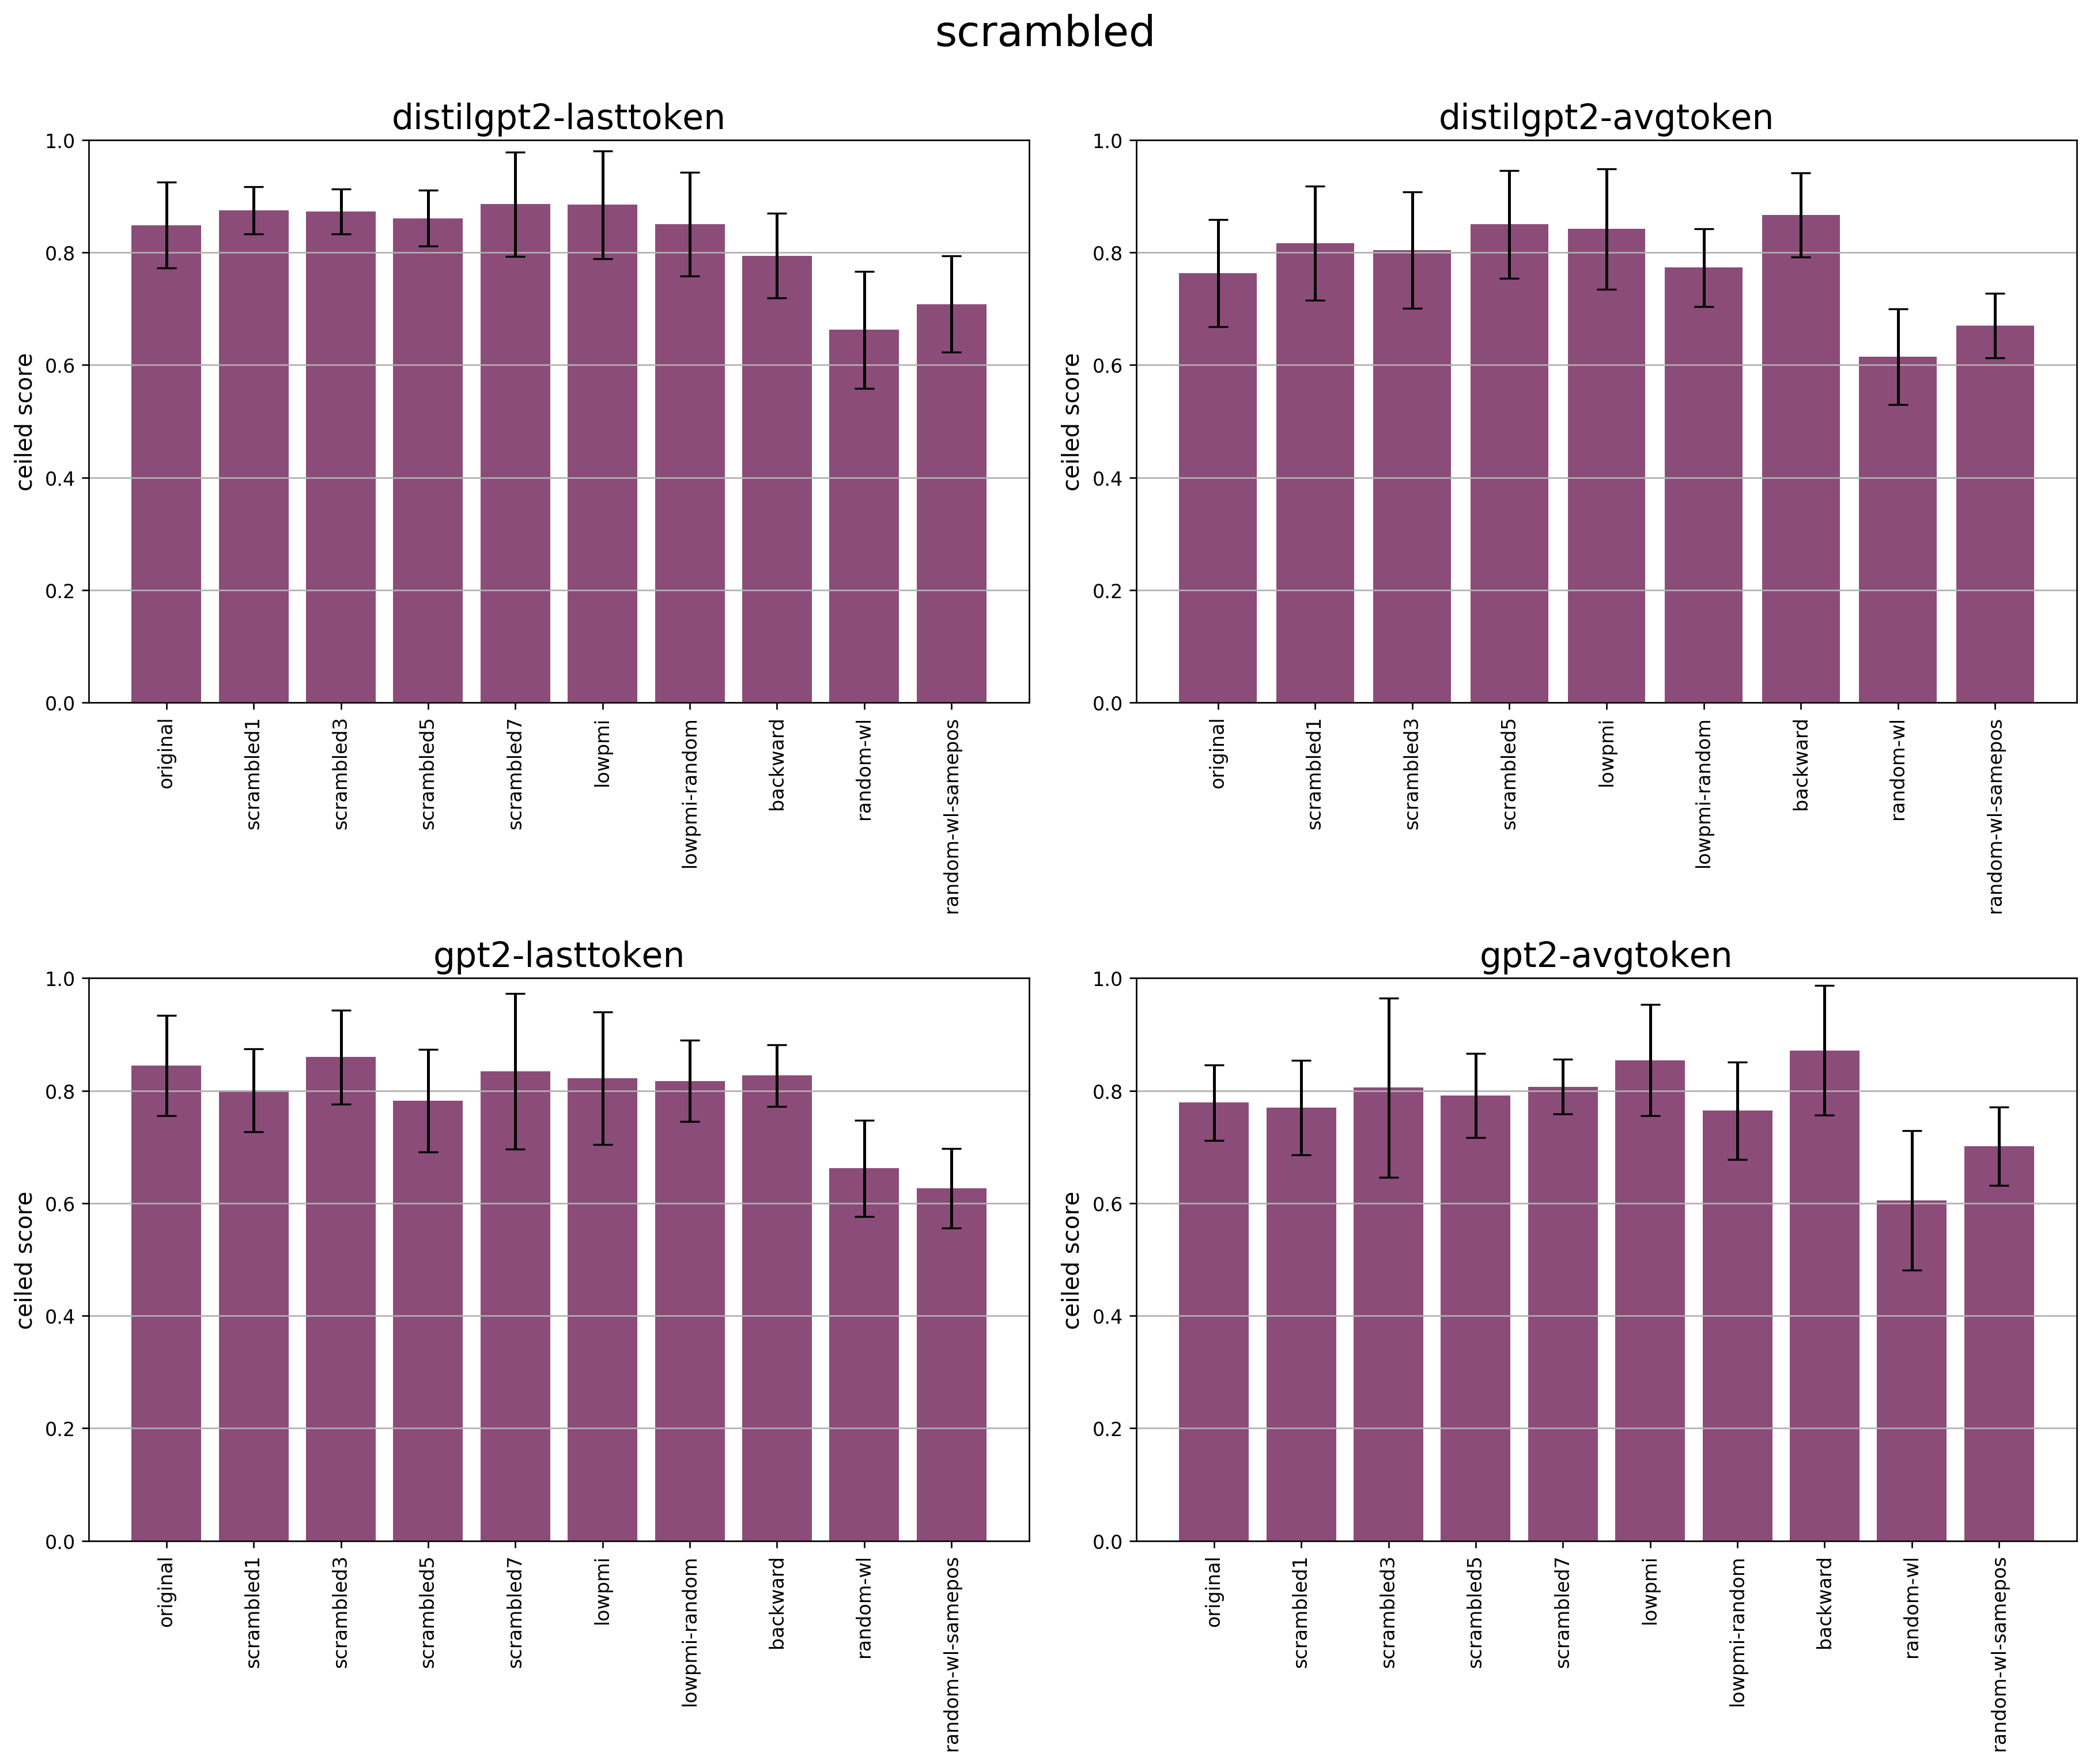 scrambled
distilgpt2-lasttoken
ceiled score
1.0
0.8
0.6
0.4
0.2
0.0
original
scrambled1
scrambled3
scrambled5
scrambled7
lowpmi
lowpmi-random
backward
random-wl
random-wl-samepos
distilgpt2-avgtoken
ceiled score
1.0
0.8
0.6
0.4
0.2
0.0
original
scrambled1
scrambled3
scrambled5
lowpmi
lowpmi-random
backward
random-wl
random-wl-samepos
gpt2-lasttoken
ceiled score
1.0
0.8
0.6
0.4
0.2
0.0
original
scrambled1
scrambled3
scrambled5
scrambled7
lowpmi
lowpmi-random
backward
random-wl
random-wl-samepos
gpt2-avgtoken
ceiled score
1.0
0.8
0.6
0.4
0.2
0.0
original
scrambled1
scrambled3
scrambled5
scrambled7
lowpmi
lowpmi-random
backward
random-wl
random-wl-samepos